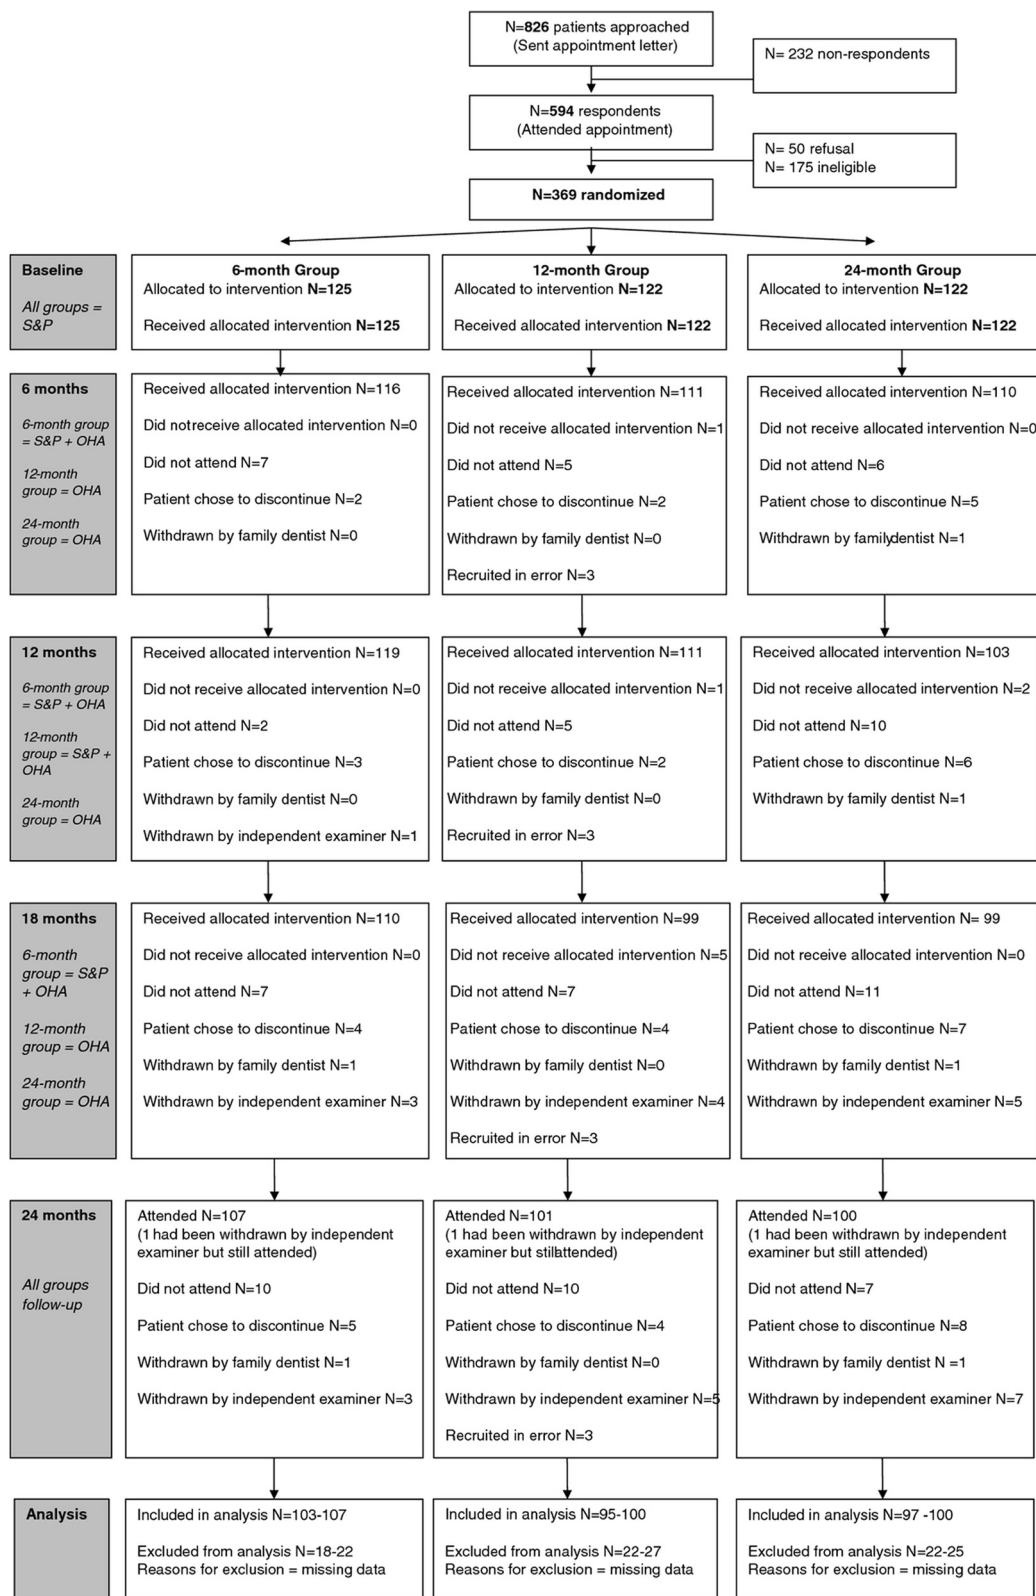 N=826 patients approached
(Sent appointment letter)
N= 232 non-respondents
N=594 respondents
(Attended appointment)
N= 50 refusal
N= 175 ineligible
N=369 randomized
Baseline
All groups =
S&P
6-month Group
Allocated to intervention N=125
Received allocated intervention N=125
12-month Group
Allocated to intervention N=122
Received allocated intervention N=122
24-month Group
Allocated to intervention N=122
Received allocated intervention N=122
6 months
6-month group
= S&P + OHA
12-month
group = OHA
24-month
group = OHA
Received allocated intervention N=116
Did notreceive allocated intervention N=0
Did not attend N=7
Patient chose to discontinue N=2
Withdrawn by family dentist N=0
Received allocated intervention N=111
Did not receive allocated intervention N=1
Did not attend N=5
Patient chose to discontinue N=2
Withdrawn by family dentist N=0
Recruited in error N=3
Received allocated intervention N=110
Did not receive allocated intervention N=0
Did not attend N=6
Patient chose to discontinue N=5
Withdrawn by familydentist N=1
12 months
6-month group
= S&P + OHA
12-month
group = S&P +
OHA
24-month
group = OHA
Received allocated intervention N=119
Did not receive allocated intervention N=0
Did not attend N=2
Patient chose to discontinue N=3
Withdrawn by family dentist N=0
Withdrawn by independent examiner N=1
Received allocated intervention N=111
Did not receive allocated intervention N=1
Did not attend N=5
Patient chose to discontinue N=2
Withdrawn by family dentist N=0
Recruited in error N=3
Received allocated intervention N=103
Did not receive allocated intervention N=2
Did not attend N=10
Patient chose to discontinue N=6
Withdrawn by family dentist N=1
18 months
6-month
group = S&P
+ OHA
12-month
group = OHA
24-month
group = OHA
Received allocated intervention N=110
Did not receive allocated intervention N=0
Did not attend N=7
Patient chose to discontinue N=4
Withdrawn by family dentist N=1
Withdrawn by independent examiner N=3
Received allocated intervention N=99
Did not receive allocated intervention N=5
Did not attend N=7
Patient chose to discontinue N=4
Withdrawn by family dentist N=0
Withdrawn by independent examiner N=4
Recruited in error N=3
Received allocated intervention N= 99
Did not receive allocated intervention N=0
Did not attend N=11
Patient chose to discontinue N=7
Withdrawn by family dentist N=1
Withdrawn by independent examiner N=5
24 months
All groups
follow-up
Attended N=107
(1 had been withdrawn by independent
examiner but still attended)
Did not attend N=10
Patient chose to discontinue N=5
Withdrawn by family dentist N=1
Withdrawn by independent examiner N=3
Attended N=101
(1 had been withdrawn by independent
examiner but stillattended)
Did not attend N=10
Patient chose to discontinue N=4
Withdrawn by family dentist N=0
Withdrawn by independent examiner N=5
Recruited in error N=3
Attended N=100
(1 had been withdrawn by independent
examiner but still attended)
Did not attend N=7
Patient chose to discontinue N=8
Withdrawn by family dentist N =1
Withdrawn by independent examiner N=7
Analysis
Included in analysis N=103-107
Excluded from analysis N=18-22
Reasons for exclusion = missing data
Included in analysis N=95-100
Excluded from analysis N=22-27
Reasons for exclusion = missing data
Included in analysis N=97 -100
Excluded from analysis N=22-25
Reasons for exclusion = missing data